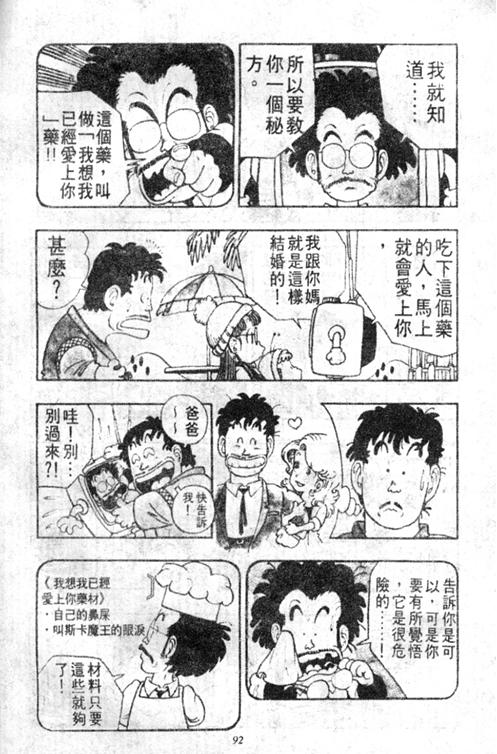 我就知
道……
所以要教
你一個秘
方。
這個藥，叫
做「我想我
已經愛上你
」藥!!
吃下這個藥
的人，馬上
就會愛上你
，
我跟你媽
就是這樣
結婚的！
甚麼？
爸爸
〜〜
快告訴
我！
哇！別…
別過來?!
告訴你是可
以，可是你
要有所覺悟
，它是很危
險的……！
《我想我已經
愛上你藥材》
·自己的鼻屎
·叫斯卡魔王的眼淚
材料只要
這些就夠
了！
92